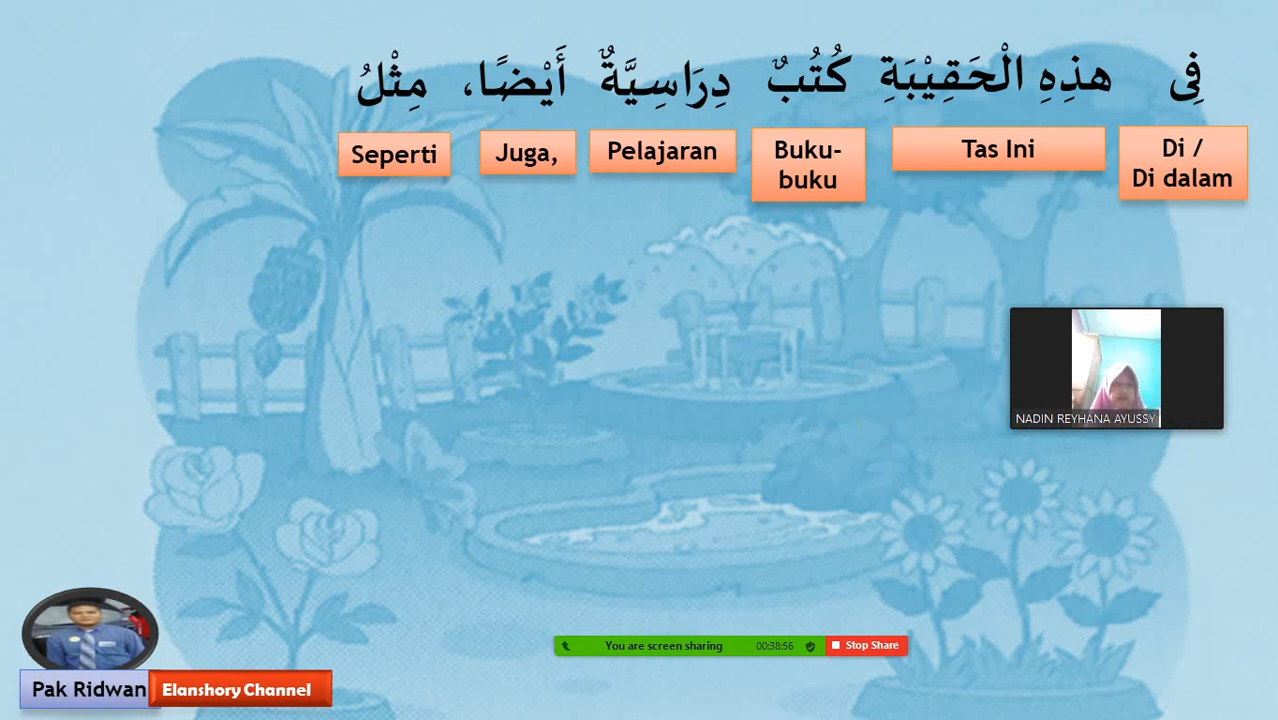 فِى هذِهِ الْحَقِيْبَةِ كُتُبٌ دِرَاسِيَّةٌ أَيْضًا، مِثْلُ
Di /
Di dalam
Tas Ini
Buku-
buku
Pelajaran
Juga,
Seperti
NADIN REYHANA AYUSSY
You are screen sharing 00:38:56 Stop Share
Pak Ridwan
Elanshory Channel